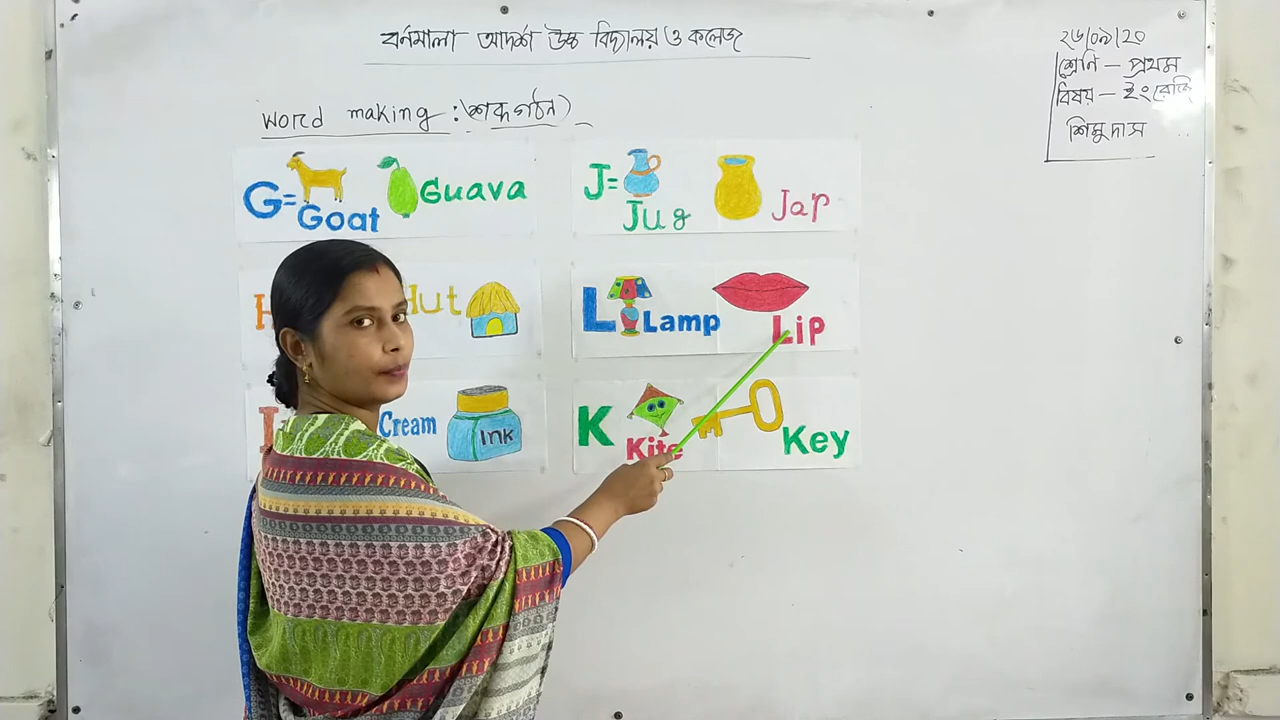 বর্নমালা আদর্শ উচ্চ বিদ্যালয় ও কলেজ
২৬/০৯/২০
শ্রেনি - প্রথম
বিষয় - ইংরেজি
শিমু দাস
Word making : (শব্দ গঠন)
G= Goat Guava
J= Jug Jar
H Hut
L Lamp Lip
I Cream Ink
K Kite Key